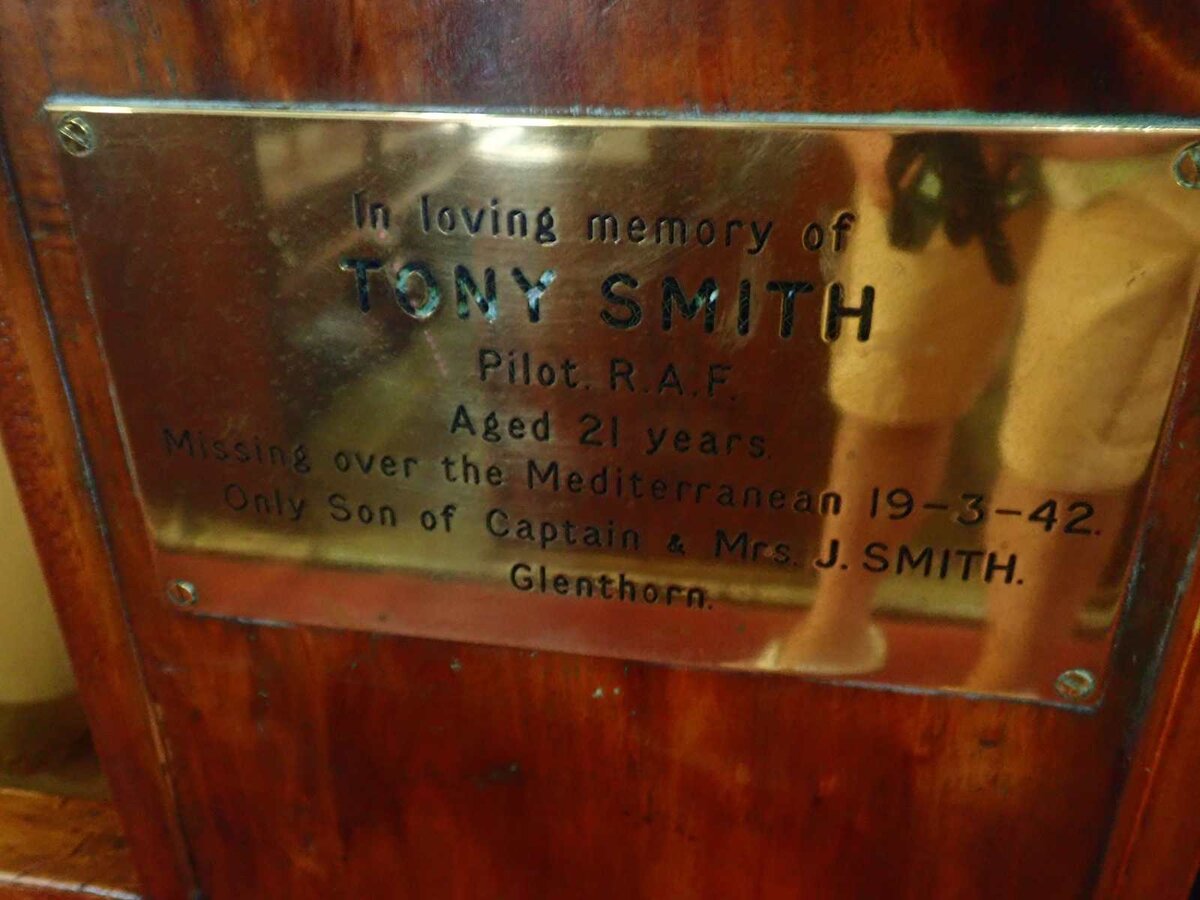 In loving memory of
TONY SMITH
Pilot. R.A.F.
Aged 21 years.
Missing over the Mediterranean 19-3-42.
Only Son of Captain & Mrs. J. SMITH.
Glenthorn.